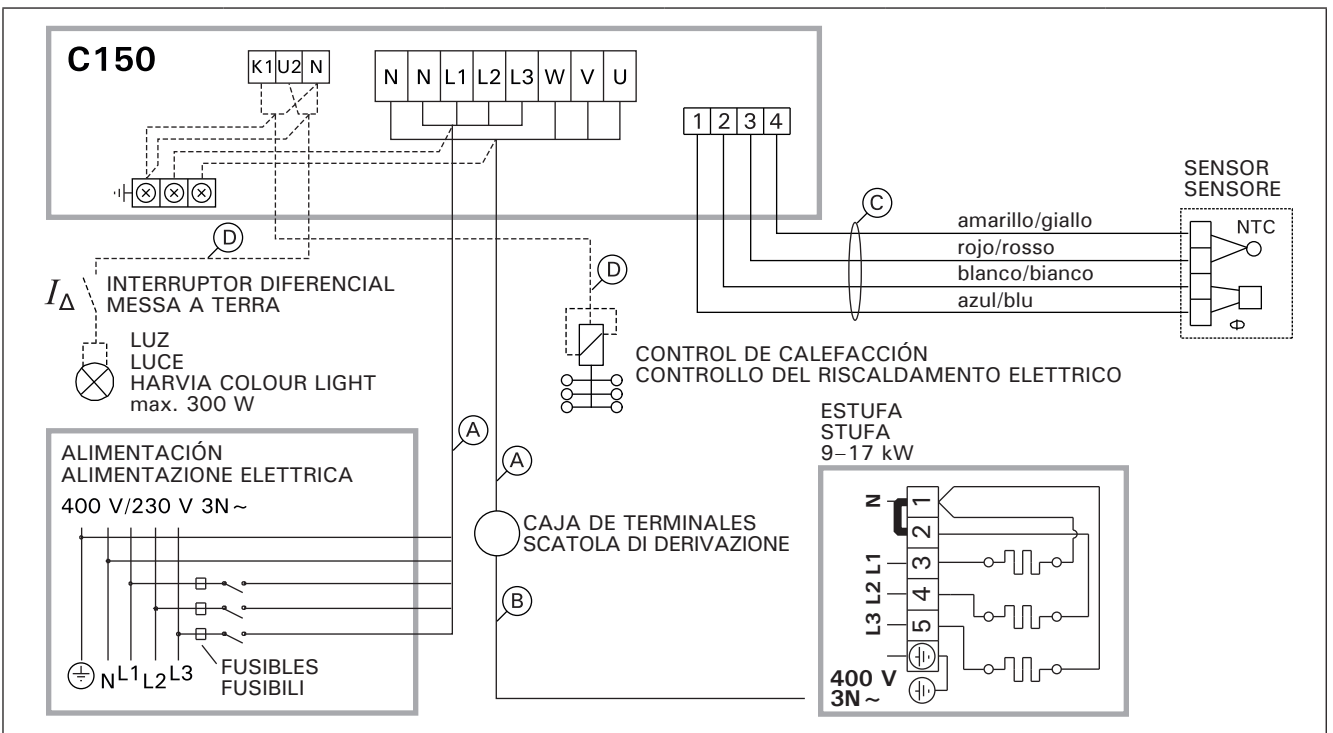 C150
K1 U2 N
N N L1 L2 L3 W V U
1 2 3 4
SENSOR
SENSORE
NTC
C
amarillo/giallo
rojo/rosso
blanco/bianco
azul/blu
Φ
D
I∆
INTERRUPTOR DIFERENCIAL
MESSA A TERRA
LUZ
LUCE
HARVIA COLOUR LIGHT
max. 300 W
D
CONTROL DE CALEFACCIÓN
CONTROLLO DEL RISCALDAMENTO ELETTRICO
A
A
ALIMENTACIÓN
ALIMENTAZIONE ELETTRICA
400 V/230 V 3N~
N L1 L2 L3
FUSIBLES
FUSIBILI
CAJA DE TERMINALES
SCATOLA DI DERIVAZIONE
B
ESTUFA
STUFA
9–17 kW
N 1
2
L1 3
L2 4
L3 5
400 V
3N~